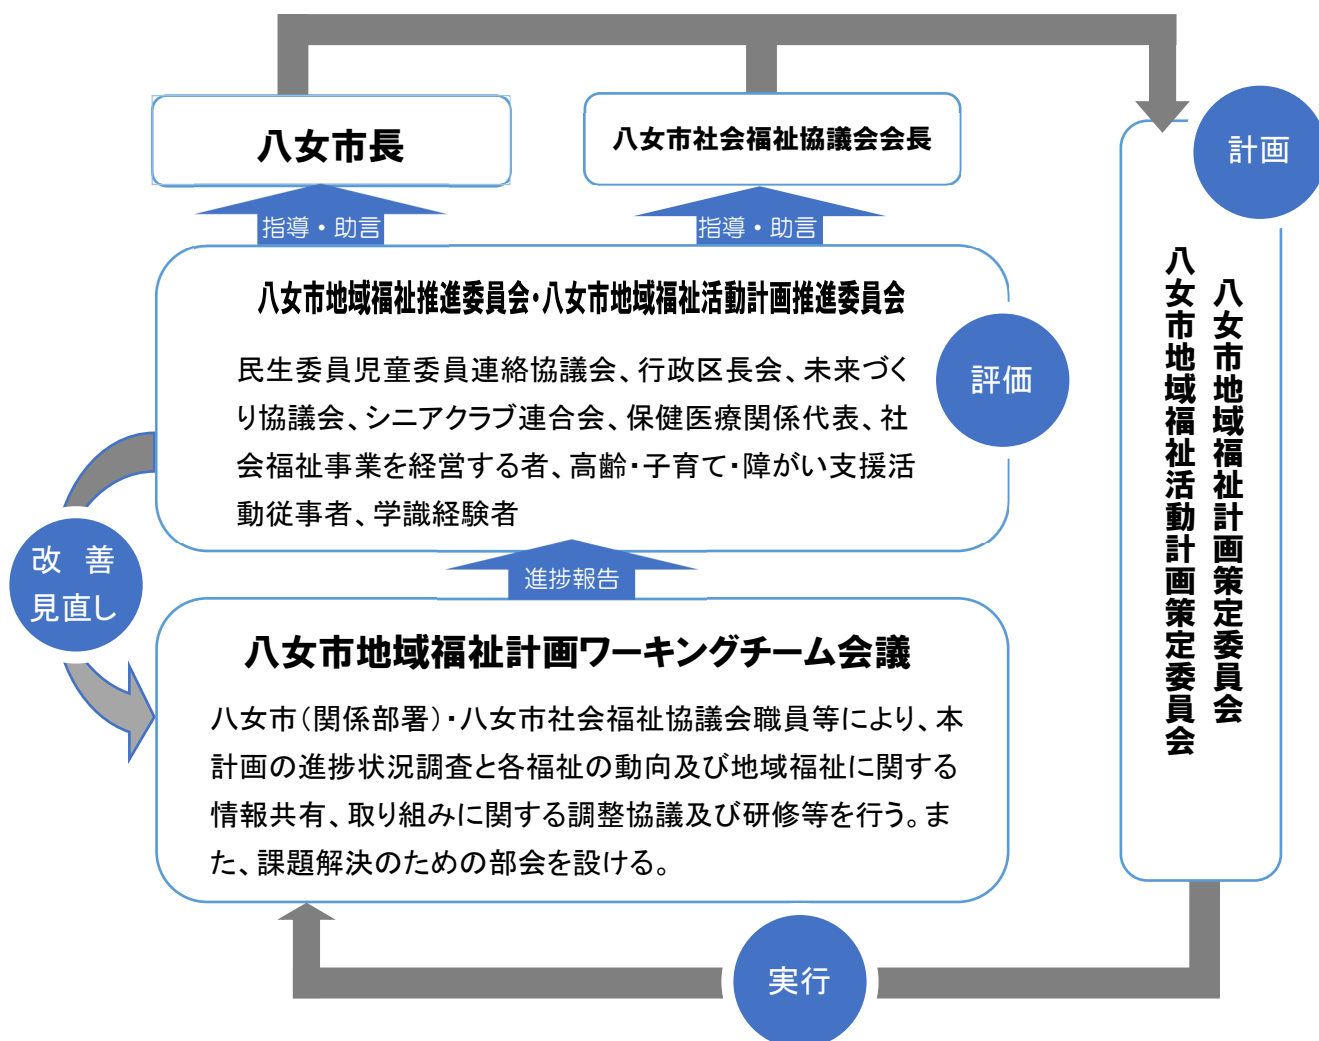 八女市長
八女市社会福祉協議会会長
計画
指導・助言
指導・助言
八女市地域福祉推進委員会・八女市地域福祉活動計画推進委員会
民生委員児童委員連絡協議会、行政区長会、未来づく
り協議会、シニアクラブ連合会、保健医療関係代表、社
会福祉事業を経営する者、高齢・子育て・障がい支援活
動従事者、学識経験者
評価
八女市地域福祉計画策定委員会
八女市地域福祉活動計画策定委員会
改　善
見直し
進捗報告
八女市地域福祉計画ワーキングチーム会議
八女市（関係部署）・八女市社会福祉協議会職員等により、本
計画の進捗状況調査と各福祉の動向及び地域福祉に関する
情報共有、取り組みに関する調整協議及び研修等を行う。ま
た、課題解決のための部会を設ける。
実行